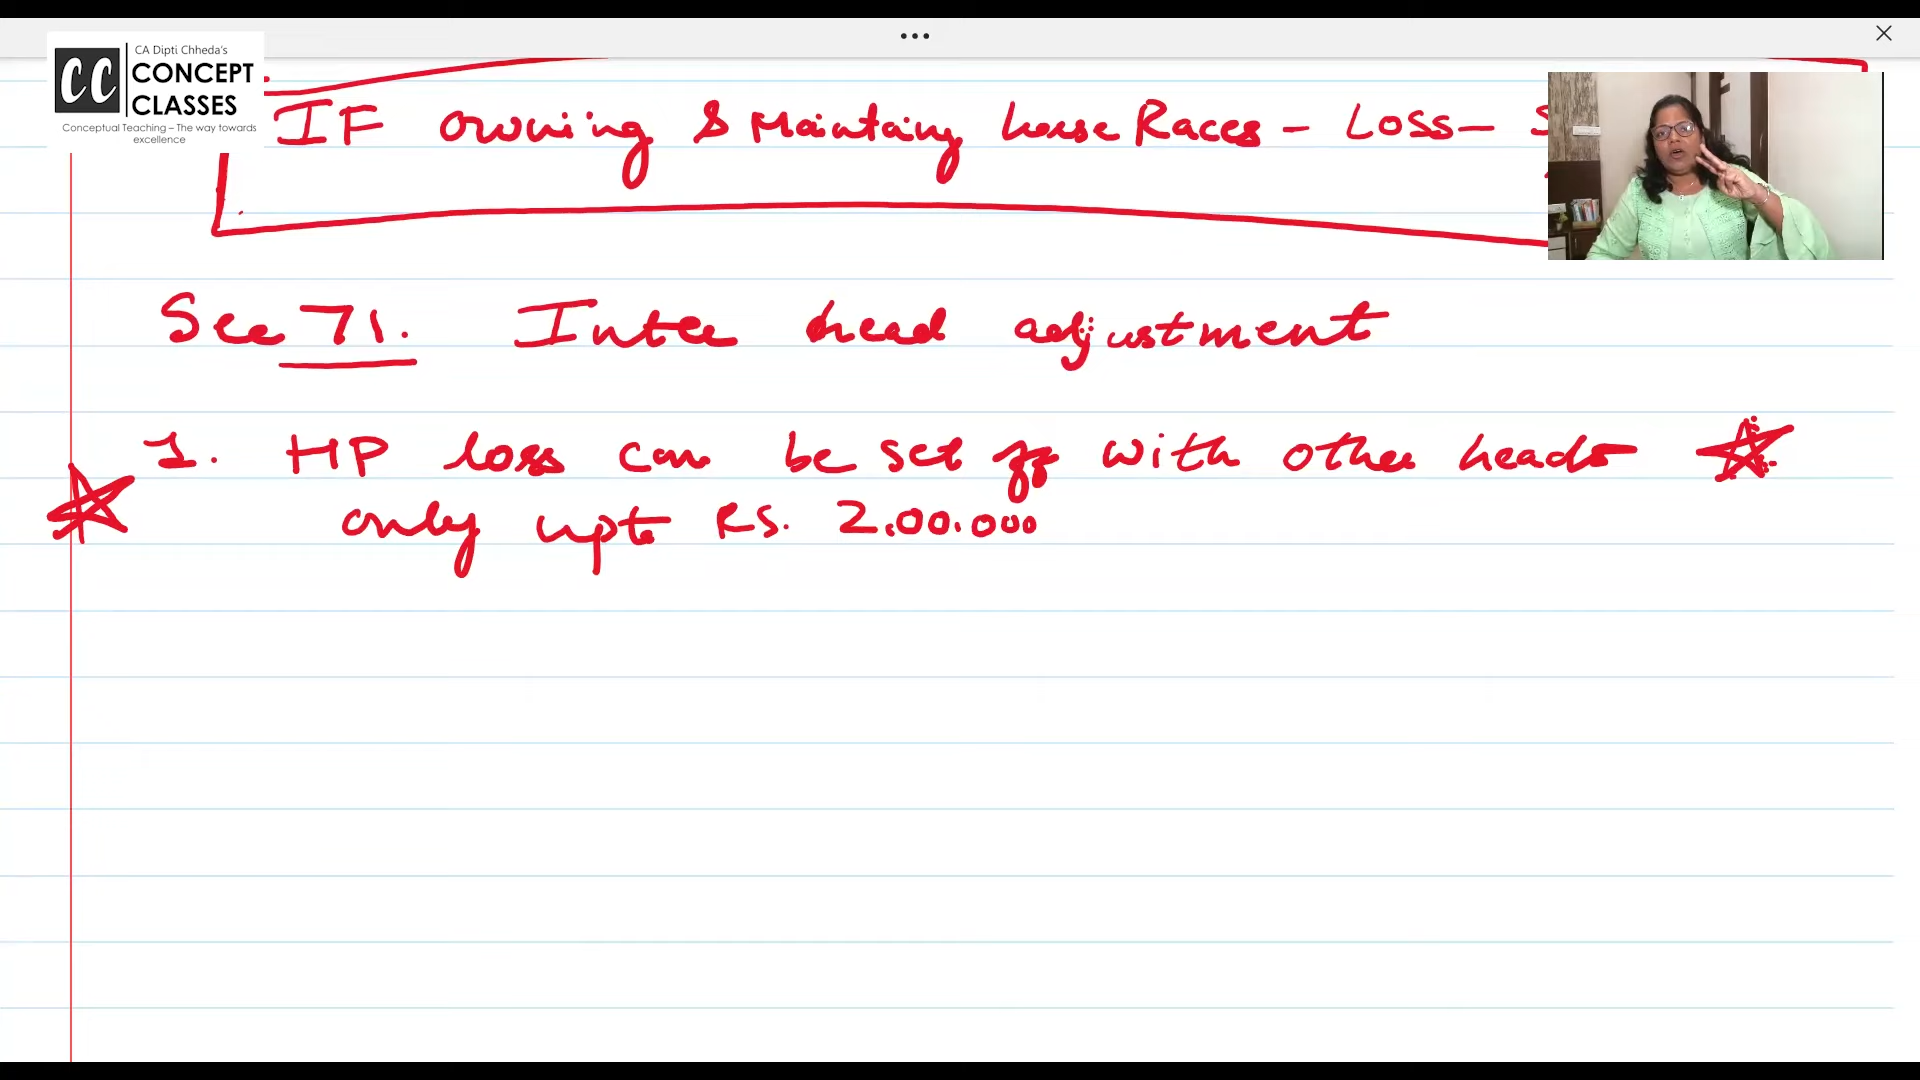 CA Dipti Chheda's
CC CONCEPT
CLASSES
Conceptual Teaching – The way towards
excellence
IF owning & Maintaing house Races – Loss –
Sec 71. Inter head adjustment
1. HP loss can be set off with other heads
only upto Rs. 2,00,000